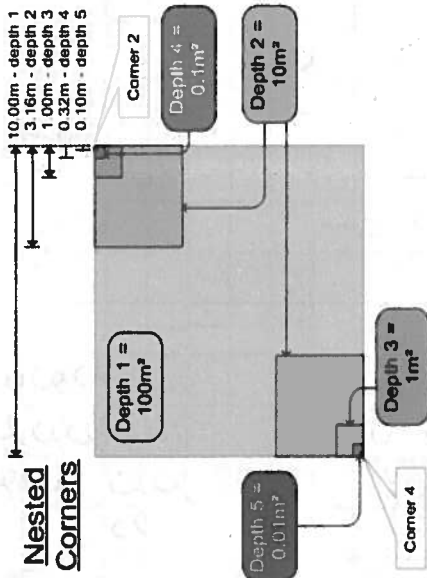 Nested
Corners
10.00m - depth 1
3.16m - depth 2
1.00m - depth 3
0.32m - depth 4
0.10m - depth 5
Corner 2
Depth 1 =
100m²
Depth 4 =
0.1m²
Depth 2 =
10m²
Depth 5 =
0.01m²
Corner 4
Depth 3 =
1m²